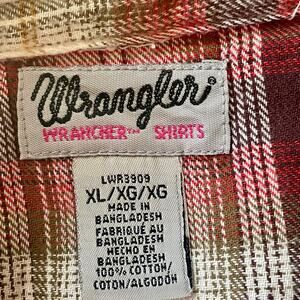 Wrangler®
WRANCHER™ SHIRTS
LWR3909
XL/XG/XG
MADE IN
BANGLADESH
FABRIQUÉ AU
BANGLADESH
HECHO EN
BANGLADESH
100% COTTON/
COTON/ALGODÓN